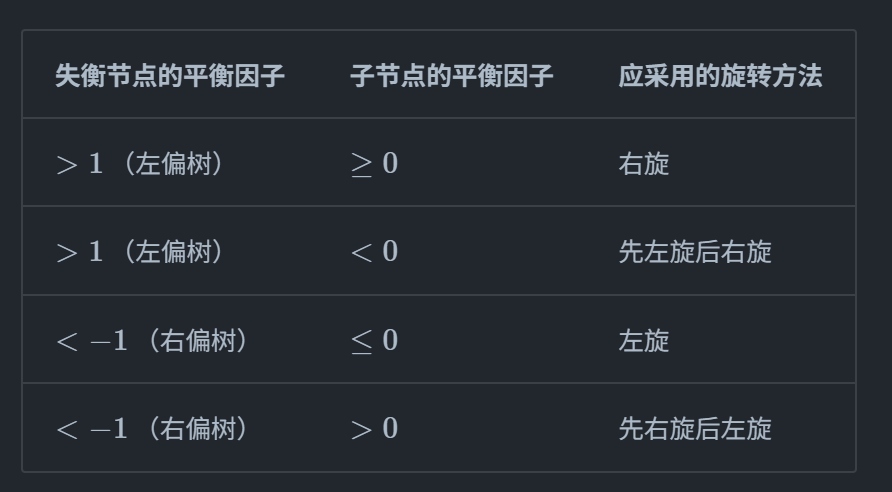 失衡节点的平衡因子 子节点的平衡因子 应采用的旋转方法
> 1 （左偏树） ≥ 0 右旋
> 1 （左偏树） < 0 先左旋后右旋
< −1 （右偏树） ≤ 0 左旋
< −1 （右偏树） > 0 先右旋后左旋